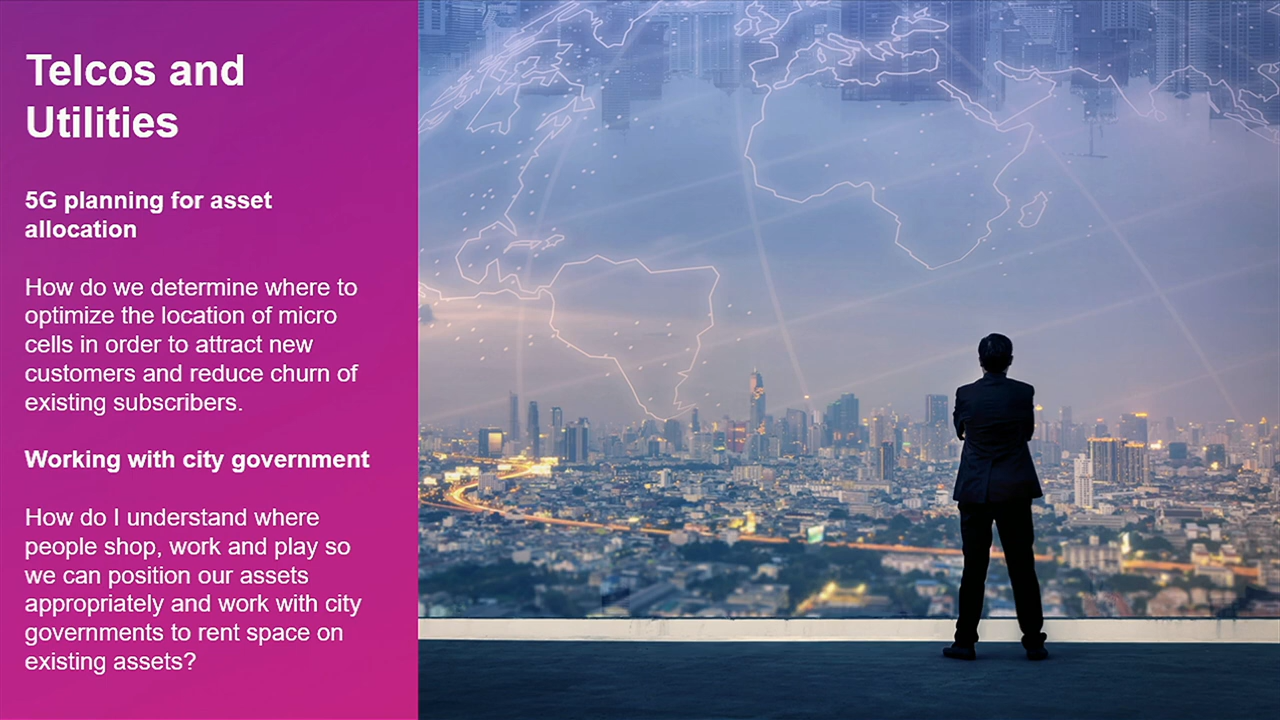 Telcos and
Utilities
5G planning for asset
allocation
How do we determine where to
optimize the location of micro
cells in order to attract new
customers and reduce churn of
existing subscribers.
Working with city government
How do I understand where
people shop, work and play so
we can position our assets
appropriately and work with city
governments to rent space on
existing assets?